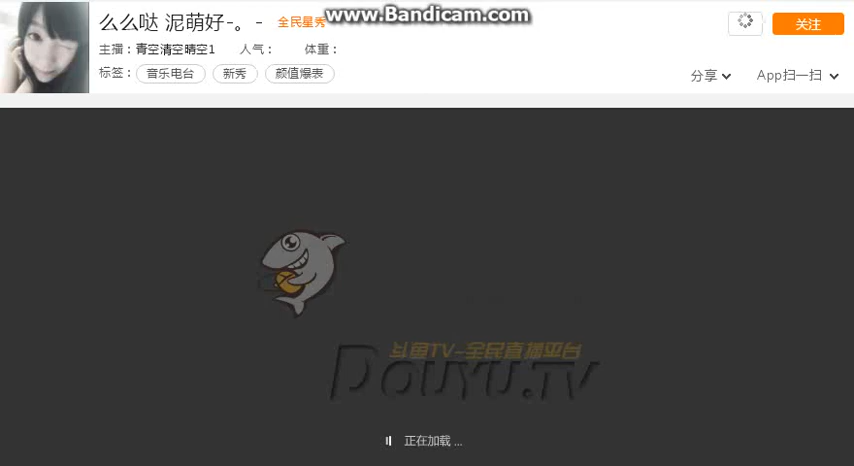 www.Bandicam.com
么么哒 泥萌好-。- 全民星秀
关注
主播：青空清空晴空1 人气： 体重：
标签： 音乐电台 新秀 颜值爆表
分享 App扫一扫
斗鱼TV-全民直播平台
DOUYU.TV
正在加载 ...